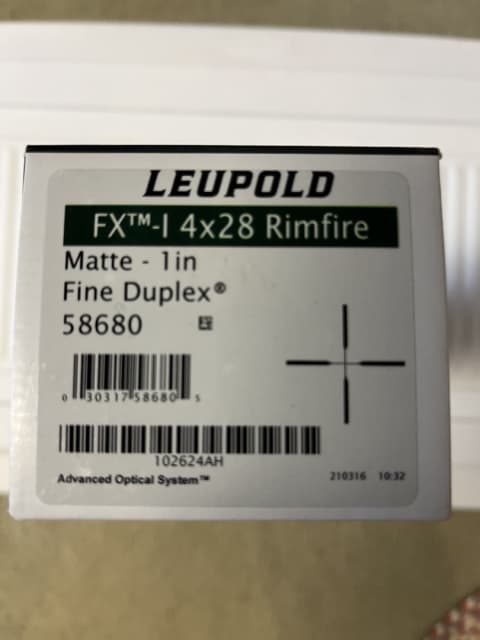 LEUPOLD
FX™-I 4x28 Rimfire
Matte - 1in
Fine Duplex®
58680
0 30317 58680 5
102624AH
Advanced Optical System™ 210316 10:32